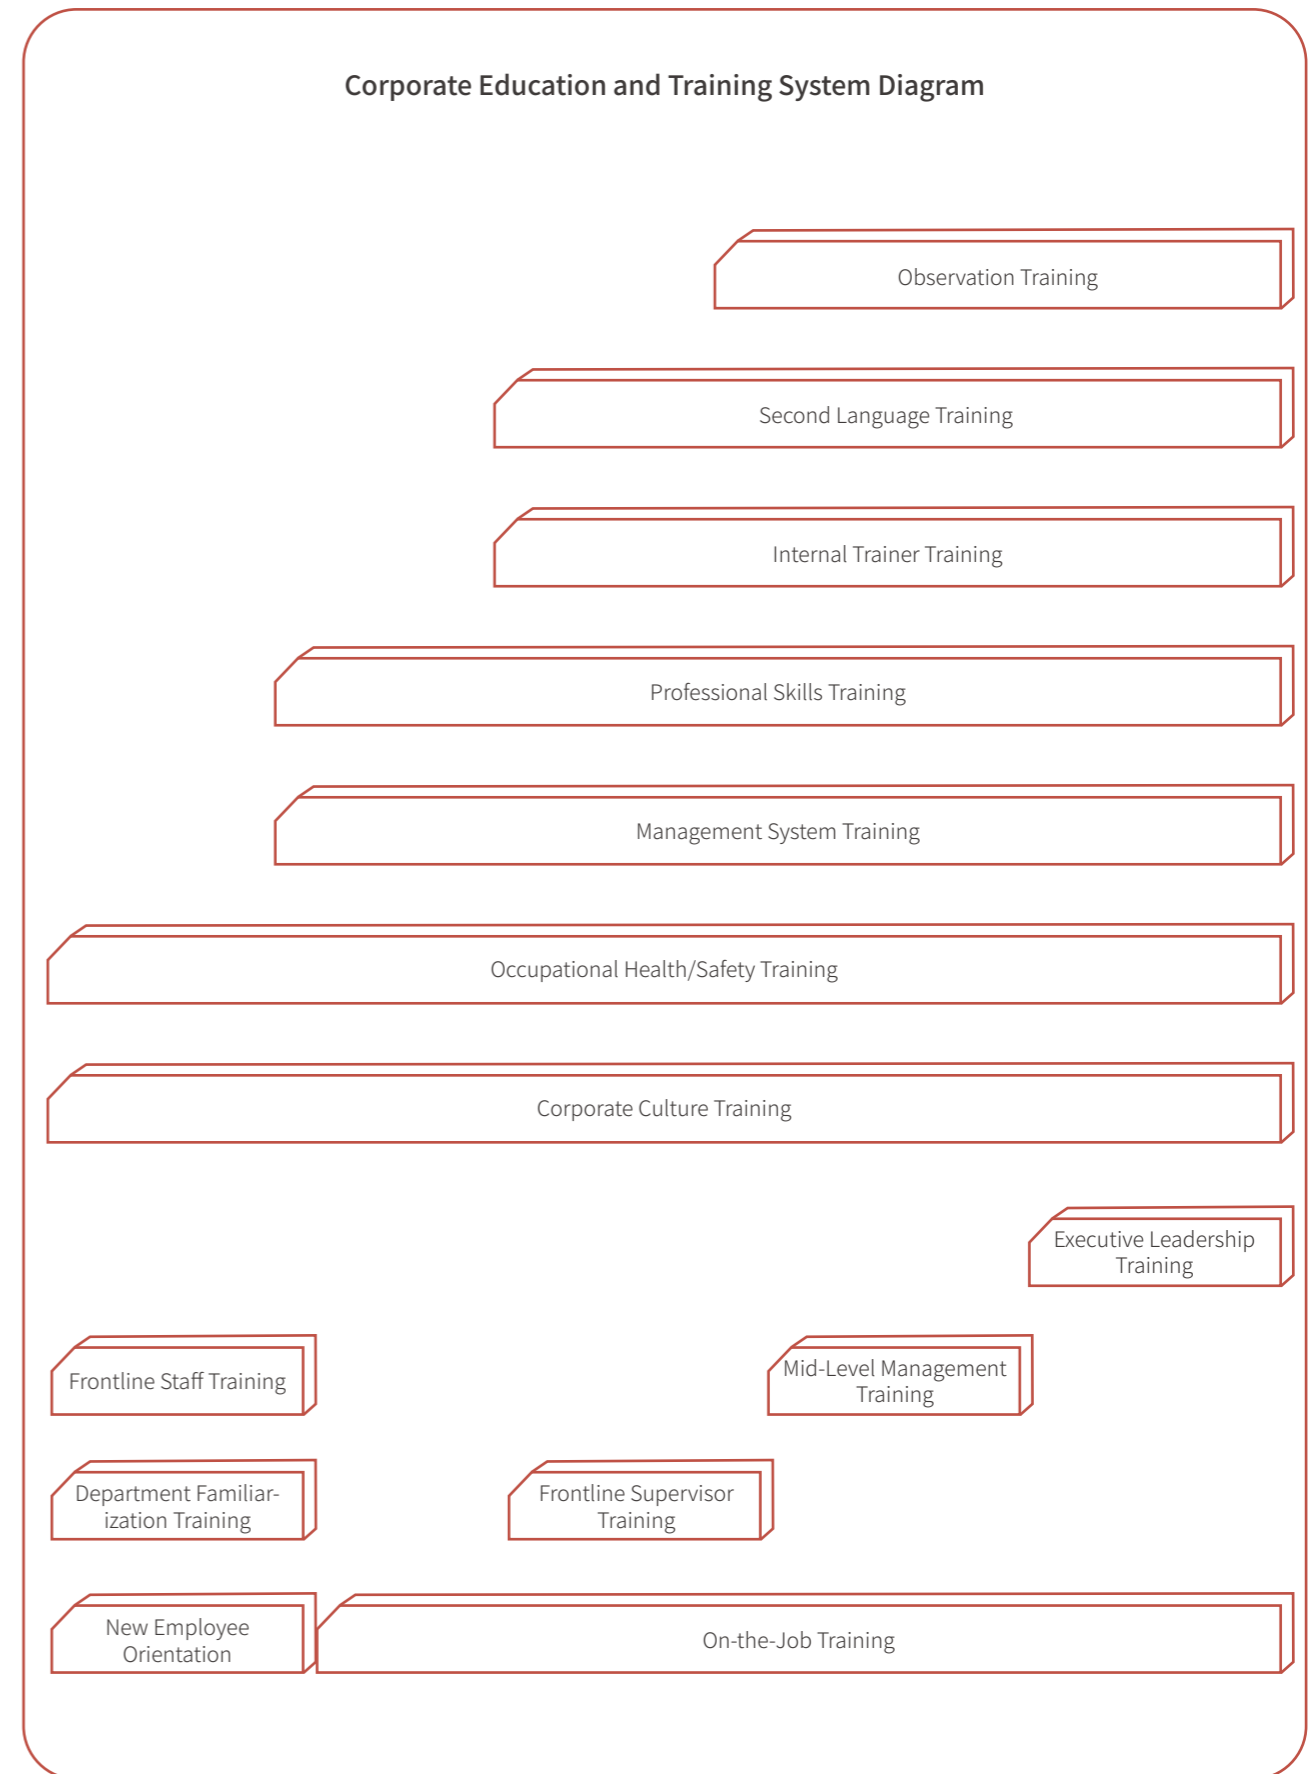 Corporate Education and Training System Diagram
Observation Training
Second Language Training
Internal Trainer Training
Professional Skills Training
Management System Training
Occupational Health/Safety Training
Corporate Culture Training
Executive Leadership
Training
Frontline Staff Training
Mid-Level Management
Training
Department Familiar-
ization Training
Frontline Supervisor
Training
New Employee
Orientation
On-the-Job Training